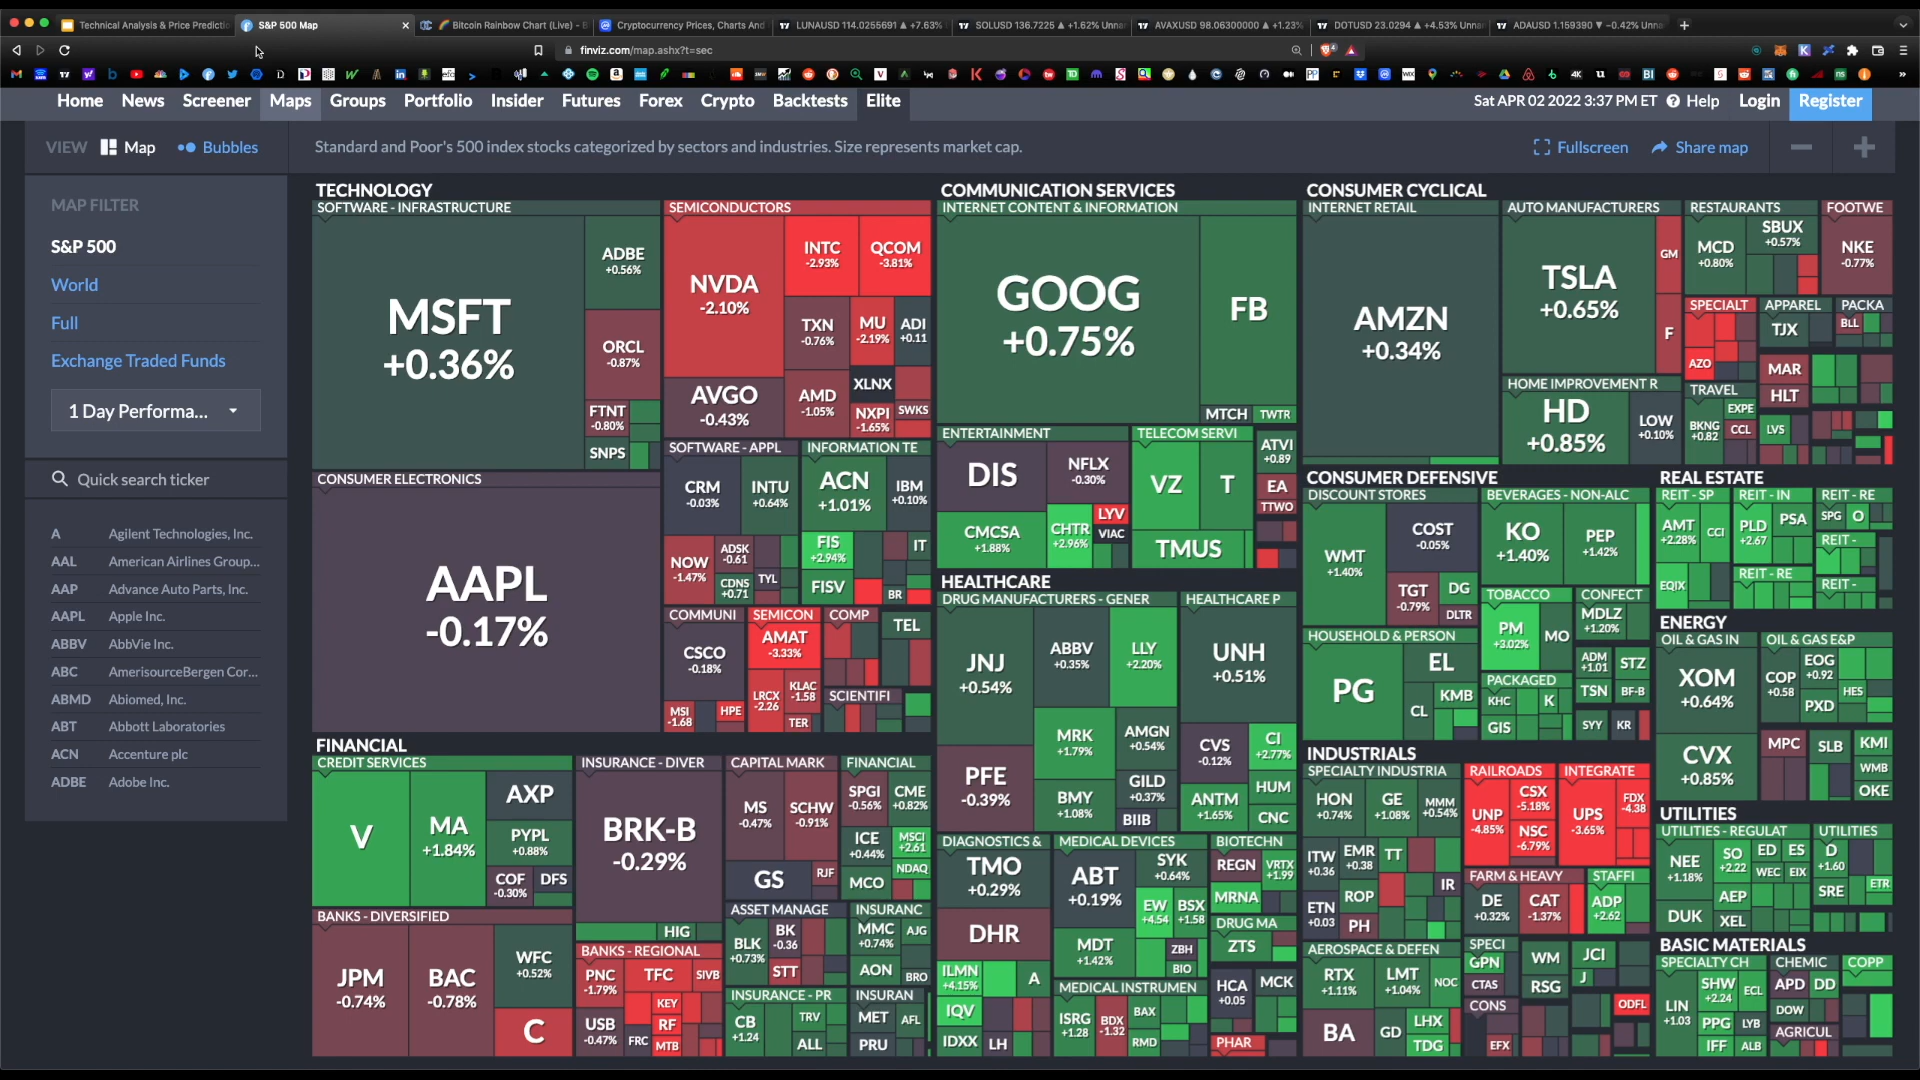 Technical Analysis & Price Predictio
S&P 500 Map
Bitcoin Rainbow Chart (Live) - B
Cryptocurrency Prices, Charts And
LUNAUSD 114.0255691 ▲ +7.63%
SOLUSD 136.7225 ▲ +1.62% Unnar
AVAXUSD 98.06300000 ▲ +1.23%
DOTUSD 23.0294 ▲ +4.53% Unna
ADAUSD 1.159390 ▼ -0.42% Unna
finviz.com/map.ashx?t=sec
Home News Screener Maps Groups Portfolio Insider Futures Forex Crypto Backtests Elite
Sat APR 02 2022 3:37 PM ET Help Login Register
VIEW Map Bubbles
Standard and Poor's 500 index stocks categorized by sectors and industries. Size represents market cap.
Fullscreen Share map
MAP FILTER
S&P 500
World
Full
Exchange Traded Funds
1 Day Performa...
Quick search ticker
A Agilent Technologies, Inc.
AAL American Airlines Group...
AAP Advance Auto Parts, Inc.
AAPL Apple Inc.
ABBV AbbVie Inc.
ABC AmerisourceBergen Cor...
ABMD Abiomed, Inc.
ABT Abbott Laboratories
ACN Accenture plc
ADBE Adobe Inc.
TECHNOLOGY
SOFTWARE - INFRASTRUCTURE
MSFT
+0.36%
ADBE
+0.56%
ORCL
-0.87%
FTNT
-0.80%
SNPS
SEMICONDUCTORS
NVDA
-2.10%
INTC
-2.93%
QCOM
-3.81%
TXN
-0.76%
MU
-2.19%
ADI
+0.11
AVGO
-0.43%
AMD
-1.05%
XLNX
NXPI
-1.65%
SWKS
CONSUMER ELECTRONICS
AAPL
-0.17%
SOFTWARE - APPL
CRM
-0.03%
INTU
+0.64%
NOW
-1.47%
ADSK
-0.61
CDNS
+0.71
TYL
INFORMATION TE
ACN
+1.01%
IBM
+0.10%
FIS
+2.94%
IT
FISV
BR
COMMUNI
CSCO
-0.18%
MSI
-1.68
HPE
SEMICON
AMAT
-3.33%
LRCX
-2.26
KLAC
-1.58
TER
COMP
TEL
SCIENTIFI
COMMUNICATION SERVICES
INTERNET CONTENT & INFORMATION
GOOG
+0.75%
FB
MTCH
TWTR
ENTERTAINMENT
DIS
NFLX
-0.30%
CMCSA
+1.88%
CHTR
+2.96%
LYV
VIAC
TELECOM SERVI
VZ
T
TMUS
ATVI
+0.89
EA
TTWO
CONSUMER CYCLICAL
INTERNET RETAIL
AMZN
+0.34%
AUTO MANUFACTURERS
TSLA
+0.65%
GM
F
RESTAURANTS
MCD
+0.80%
SBUX
+0.57%
FOOTWE
NKE
-0.77%
HOME IMPROVEMENT R
HD
+0.85%
LOW
+0.10%
SPECIALT
AZO
APPAREL
TJX
PACKA
BLL
TRAVEL
BKNG
+0.82
EXPE
CCL
MAR
HLT
LVS
CONSUMER DEFENSIVE
DISCOUNT STORES
WMT
+1.40%
COST
-0.05%
TGT
-0.79%
DG
DLTR
BEVERAGES - NON-ALC
KO
+1.40%
PEP
+1.42%
TOBACCO
PM
+3.02%
MO
CONFECT
MDLZ
+1.20%
HOUSEHOLD & PERSON
PG
EL
CL
KMB
ADM
+1.01
STZ
TSN
BF-B
PACKAGED
KHC
K
GIS
SYY
KR
REAL ESTATE
REIT - SP
AMT
+2.28%
CCI
EQIX
REIT - IN
PLD
+2.67
PSA
REIT - RE
SPG
O
REIT -
REIT - RE
REIT -
ENERGY
OIL & GAS IN
XOM
+0.64%
CVX
+0.85%
OIL & GAS E&P
COP
+0.58
EOG
+0.92
HES
PXD
MPC
SLB
KMI
WMB
OKE
HEALTHCARE
DRUG MANUFACTURERS - GENER
JNJ
+0.54%
ABBV
+0.35%
LLY
+2.20%
MRK
+1.79%
AMGN
+0.54%
PFE
-0.39%
BMY
+1.08%
GILD
+0.37%
BIIB
HEALTHCARE P
UNH
+0.51%
CVS
-0.12%
CI
+2.77%
HUM
ANTM
+1.65%
CNC
DIAGNOSTICS &
TMO
+0.29%
DHR
ILMN
+4.15%
A
IQV
IDXX
LH
MEDICAL DEVICES
ABT
+0.19%
SYK
+0.64%
EW
+4.54
BSX
+1.58
MDT
+1.42%
ZBH
BIO
MEDICAL INSTRUMEN
ISRG
+1.28
BDX
-1.32
BAX
RMD
BIOTECHN
REGN
VRTX
+1.99
MRNA
DRUG MA
ZTS
HCA
+0.05
MCK
PHAR
FINANCIAL
CREDIT SERVICES
V
MA
+1.84%
AXP
PYPL
+0.88%
COF
-0.30%
DFS
BANKS - DIVERSIFIED
JPM
-0.74%
BAC
-0.78%
WFC
+0.52%
C
INSURANCE - DIVER
BRK-B
-0.29%
HIG
BANKS - REGIONAL
PNC
-1.79%
TFC
SIVB
KEY
USB
-0.47%
FRC
RF
MTB
CAPITAL MARK
MS
-0.47%
SCHW
-0.91%
GS
RJF
FINANCIAL
SPGI
-0.56%
CME
+0.82%
ICE
+0.44%
MSCI
+2.61
MCO
NDAQ
ASSET MANAGE
BLK
+0.73%
BK
-0.36
STT
INSURANC
MMC
+0.74%
AJG
AON
BRO
INSURANCE - PR
CB
+1.24
TRV
ALL
INSURAN
MET
AFL
PRU
INDUSTRIALS
SPECIALTY INDUSTRIA
HON
+0.74%
GE
+1.08%
MMM
+0.54%
ITW
+0.36
EMR
+0.38
TT
ROP
IR
ETN
+0.03
PH
RAILROADS
UNP
-4.85%
CSX
-5.18%
NSC
-6.79%
INTEGRATE
UPS
-3.65%
FDX
-4.38
FARM & HEAVY
DE
+0.32%
CAT
-1.37%
STAFFI
ADP
+2.62
AEROSPACE & DEFEN
RTX
+1.11%
LMT
+1.04%
NOC
BA
GD
LHX
TDG
SPECI
GPN
CTAS
CONS
EFX
WM
RSG
JCI
J
ODFL
UTILITIES
UTILITIES - REGULAT
NEE
+1.18%
SO
+2.22
ED
ES
WEC
EIX
AEP
DUK
XEL
UTILITIES
D
+1.60
SRE
ETR
BASIC MATERIALS
SPECIALTY CH
LIN
+1.03
SHW
+2.24
ECL
PPG
LYB
IFF
ALB
CHEMIC
APD
DD
DOW
AGRICUL
COPP